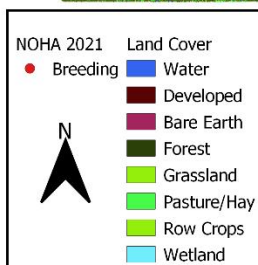 NOHA 2021
Breeding
N
Land Cover
Water
Developed
Bare Earth
Forest
Grassland
Pasture/Hay
Row Crops
Wetland